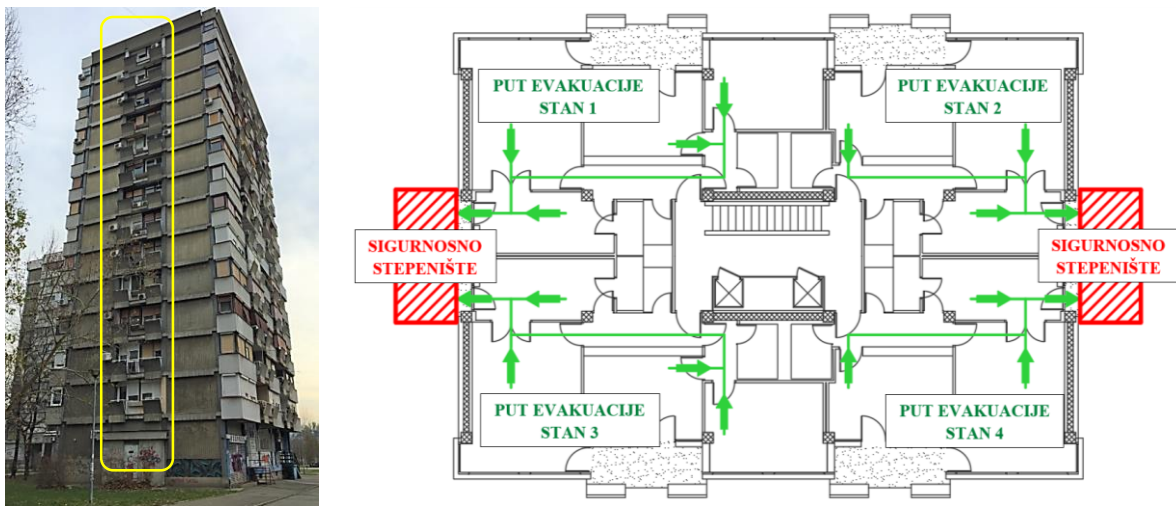 PUT EVAKUACIJE
STAN 1
PUT EVAKUACIJE
STAN 2
SIGURNOSNO
STEPENIŠTE
SIGURNOSNO
STEPENIŠTE
PUT EVAKUACIJE
STAN 3
PUT EVAKUACIJE
STAN 4